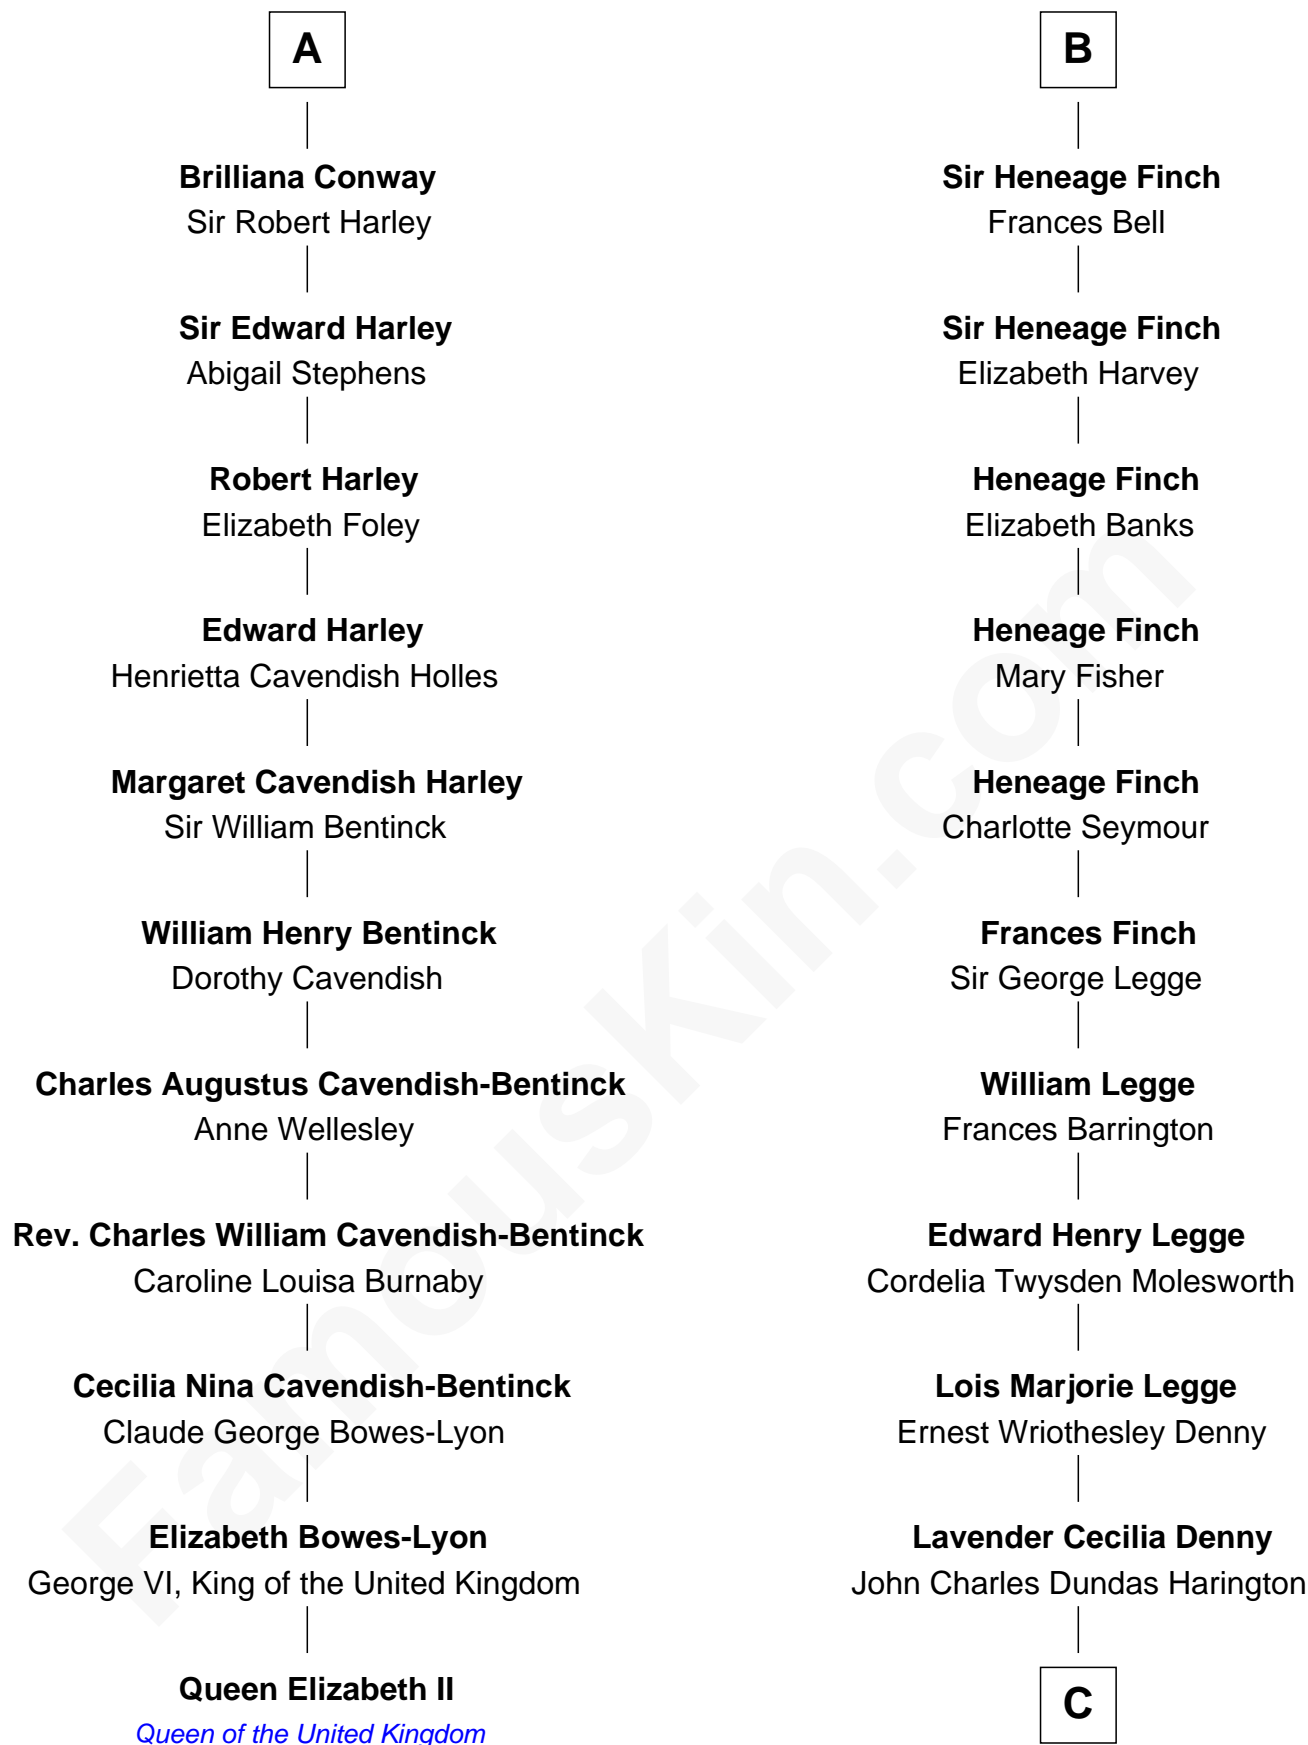 A
Brilliana Conway
Sir Robert Harley
Sir Edward Harley
Abigail Stephens
Robert Harley
Elizabeth Foley
Edward Harley
Henrietta Cavendish Holles
Margaret Cavendish Harley
Sir William Bentinck
William Henry Bentinck
Dorothy Cavendish
Charles Augustus Cavendish-Bentinck
Anne Wellesley
Rev. Charles William Cavendish-Bentinck
Caroline Louisa Burnaby
Cecilia Nina Cavendish-Bentinck
Claude George Bowes-Lyon
Elizabeth Bowes-Lyon
George VI, King of the United Kingdom
Queen Elizabeth II
Queen of the United Kingdom
B
Sir Heneage Finch
Frances Bell
Sir Heneage Finch
Elizabeth Harvey
Heneage Finch
Elizabeth Banks
Heneage Finch
Mary Fisher
Heneage Finch
Charlotte Seymour
Frances Finch
Sir George Legge
William Legge
Frances Barrington
Edward Henry Legge
Cordelia Twysden Molesworth
Lois Marjorie Legge
Ernest Wriothesley Denny
Lavender Cecilia Denny
John Charles Dundas Harington
C
FamousKin.com